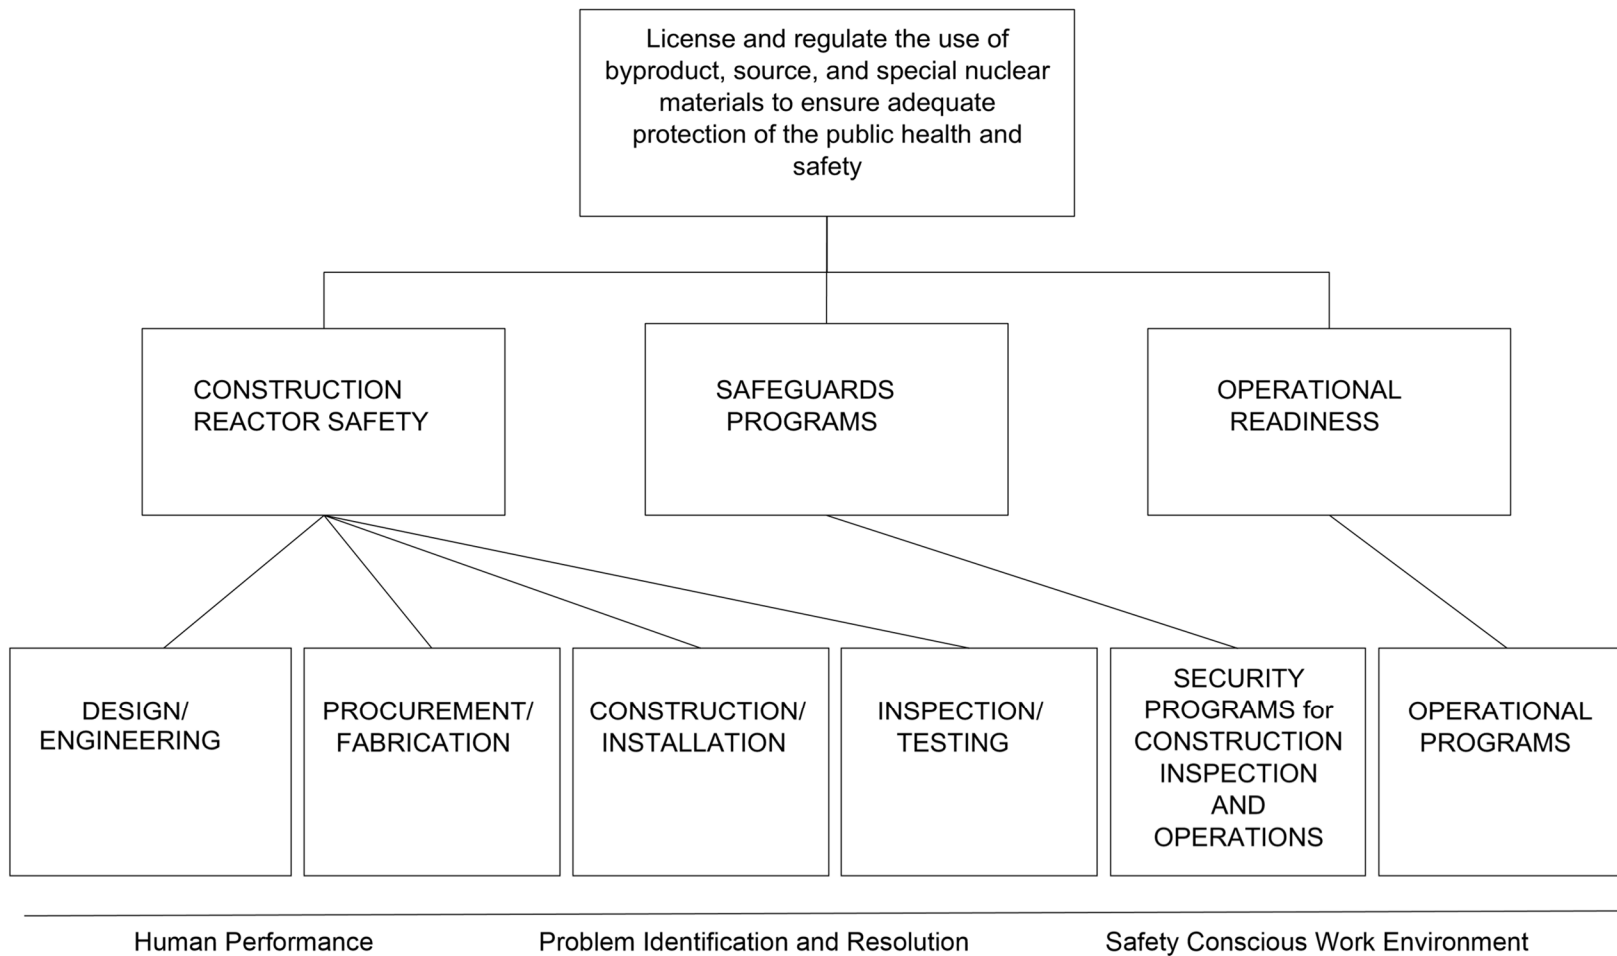 License and regulate the use of
byproduct, source, and special nuclear
materials to ensure adequate
protection of the public health and
safety
CONSTRUCTION
REACTOR SAFETY
SAFEGUARDS
PROGRAMS
OPERATIONAL
READINESS
DESIGN/
ENGINEERING
PROCUREMENT/
FABRICATION
CONSTRUCTION/
INSTALLATION
INSPECTION/
TESTING
SECURITY
PROGRAMS for
CONSTRUCTION
INSPECTION
AND
OPERATIONS
OPERATIONAL
PROGRAMS
Human Performance
Problem Identification and Resolution
Safety Conscious Work Environment